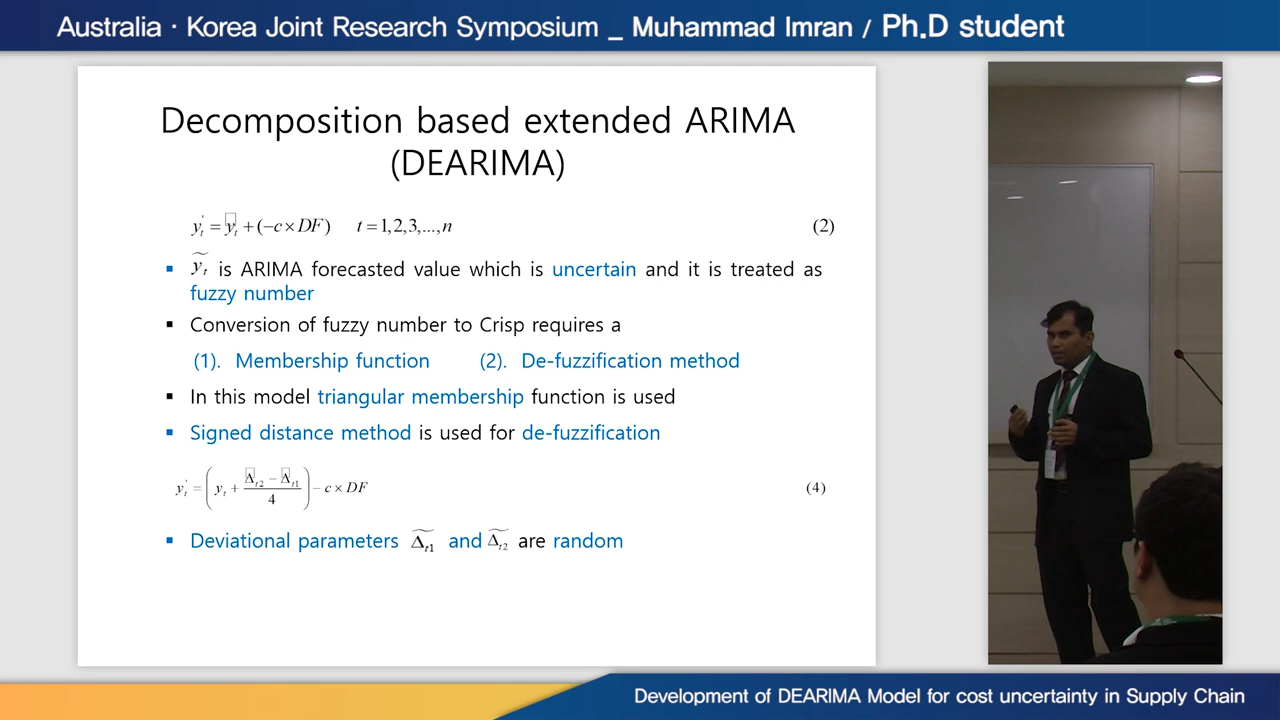 Australia · Korea Joint Research Symposium _ Muhammad Imran / Ph.D student
Decomposition based extended ARIMA
(DEARIMA)
y′ₜ = ỹₜ + (−c × DF)   t = 1,2,3,...,n   (2)
▪ ỹₜ is ARIMA forecasted value which is uncertain and it is treated as
fuzzy number
▪ Conversion of fuzzy number to Crisp requires a
(1). Membership function   (2). De-fuzzification method
▪ In this model triangular membership function is used
▪ Signed distance method is used for de-fuzzification
y′ₜ = (yₜ + (Δ̃ₜ₂ − Δ̃ₜ₁) / 4) − c × DF   (4)
▪ Deviational parameters Δ̃ₜ₁ and Δ̃ₜ₂ are random
Development of DEARIMA Model for cost uncertainty in Supply Chain